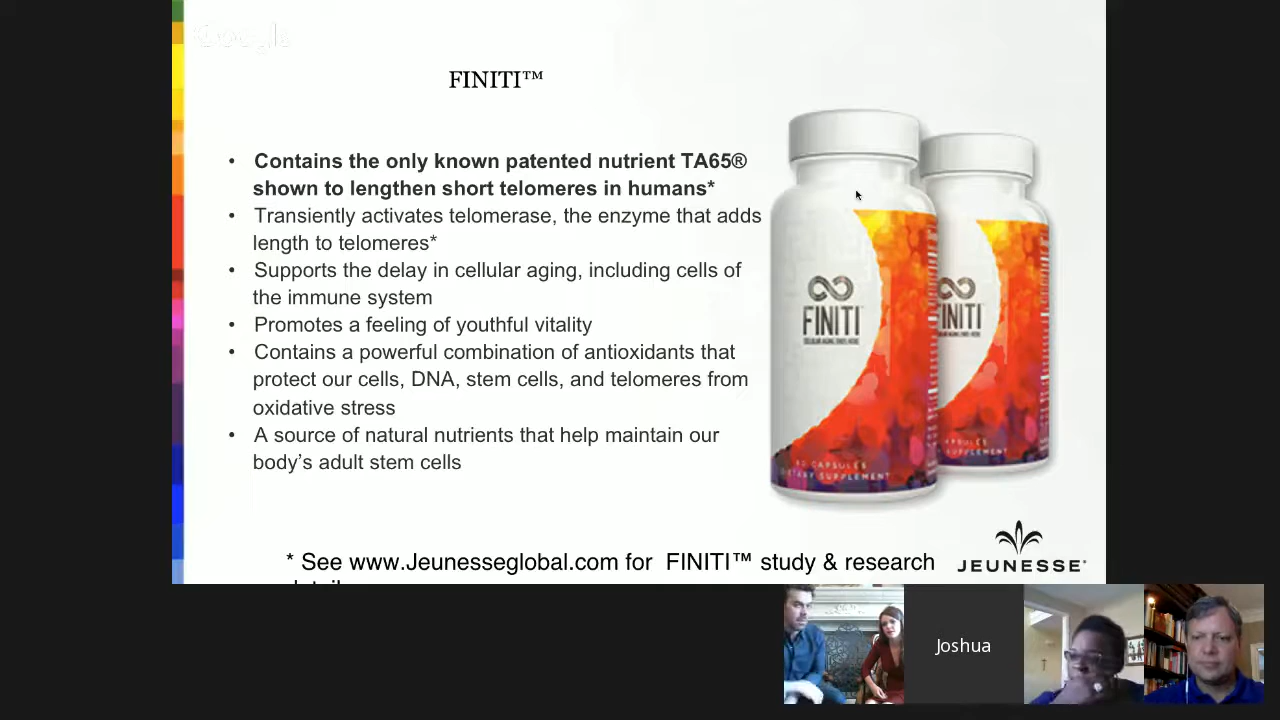 Google
FINITI™
• Contains the only known patented nutrient TA65®
shown to lengthen short telomeres in humans*
• Transiently activates telomerase, the enzyme that adds
length to telomeres*
• Supports the delay in cellular aging, including cells of
the immune system
• Promotes a feeling of youthful vitality
• Contains a powerful combination of antioxidants that
protect our cells, DNA, stem cells, and telomeres from
oxidative stress
• A source of natural nutrients that help maintain our
body's adult stem cells
FINITI
CAPSULES
DIETARY SUPPLEMENT
FINITI
* See www.Jeunesseglobal.com for FINITI™ study & research
JEUNESSE®
Joshua